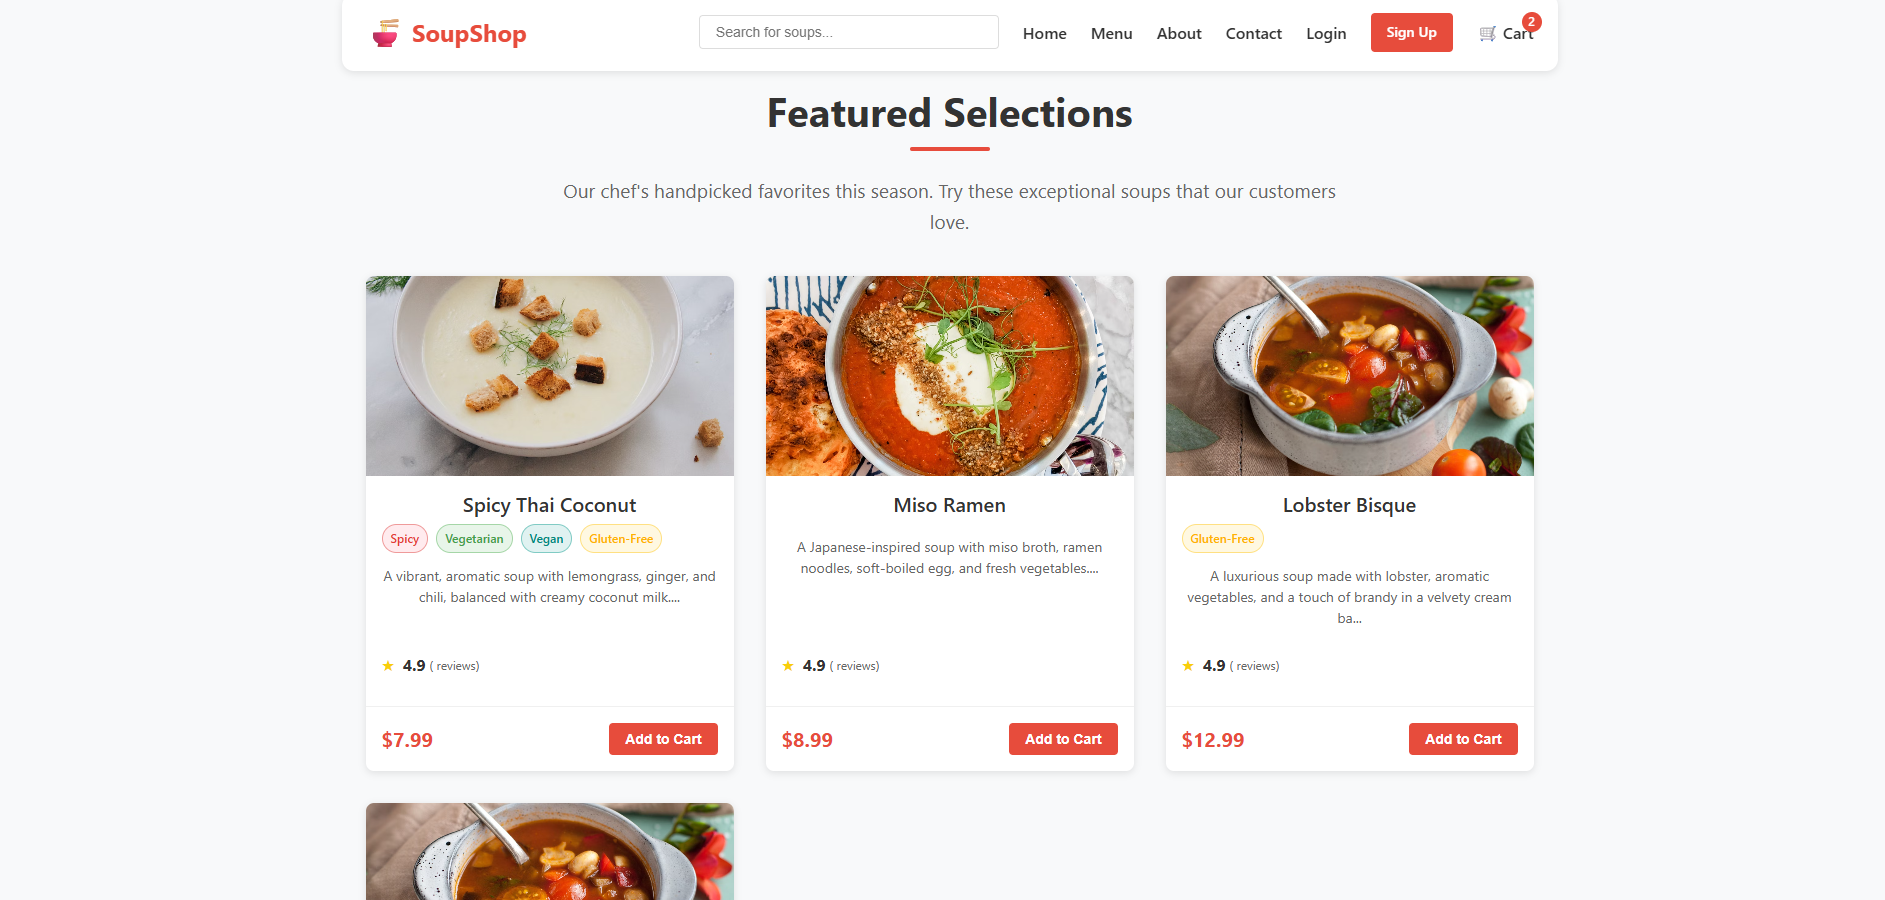 SoupShop
Search for soups...
Home
Menu
About
Contact
Login
Sign Up
Cart
2
Featured Selections
Our chef's handpicked favorites this season. Try these exceptional soups that our customers
love.
Spicy Thai Coconut
Spicy
Vegetarian
Vegan
Gluten-Free
A vibrant, aromatic soup with lemongrass, ginger, and
chili, balanced with creamy coconut milk....
★ 4.9 ( reviews)
$7.99
Add to Cart
Miso Ramen
A Japanese-inspired soup with miso broth, ramen
noodles, soft-boiled egg, and fresh vegetables....
★ 4.9 ( reviews)
$8.99
Add to Cart
Lobster Bisque
Gluten-Free
A luxurious soup made with lobster, aromatic
vegetables, and a touch of brandy in a velvety cream
ba...
★ 4.9 ( reviews)
$12.99
Add to Cart